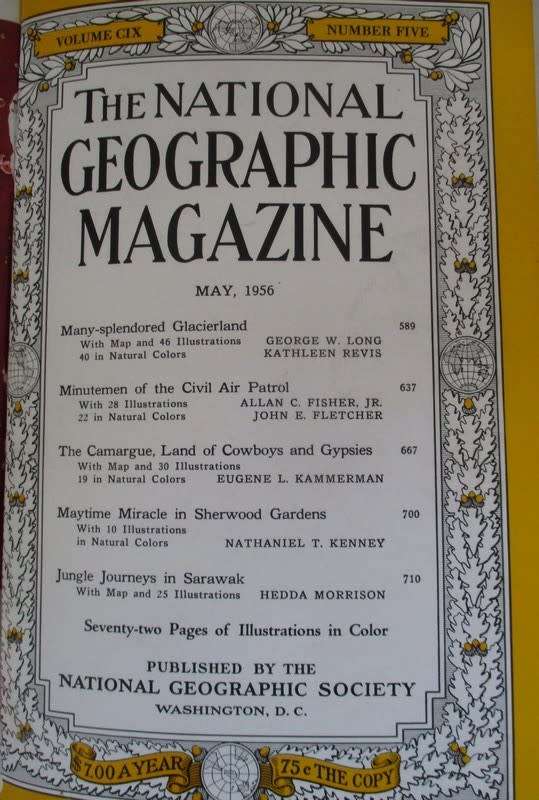 VOLUME CIX
NUMBER FIVE
THE NATIONAL
GEOGRAPHIC
MAGAZINE
MAY, 1956
Many-splendored Glacierland 589
With Map and 46 Illustrations GEORGE W. LONG
40 in Natural Colors KATHLEEN REVIS
Minutemen of the Civil Air Patrol 637
With 28 Illustrations ALLAN C. FISHER, JR.
22 in Natural Colors JOHN E. FLETCHER
The Camargue, Land of Cowboys and Gypsies 667
With Map and 30 Illustrations
19 in Natural Colors EUGENE L. KAMMERMAN
Maytime Miracle in Sherwood Gardens 700
With 10 Illustrations
in Natural Colors NATHANIEL T. KENNEY
Jungle Journeys in Sarawak 710
With Map and 25 Illustrations HEDDA MORRISON
Seventy-two Pages of Illustrations in Color
PUBLISHED BY THE
NATIONAL GEOGRAPHIC SOCIETY
WASHINGTON, D. C.
$7.00 A YEAR
75c THE COPY